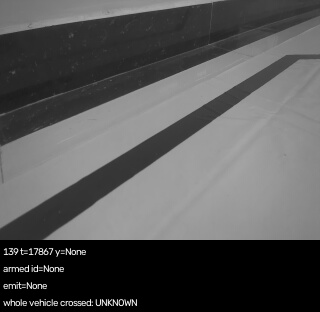 139 t=17867 y=None
armed id=None
emit=None
whole vehicle crossed: UNKNOWN